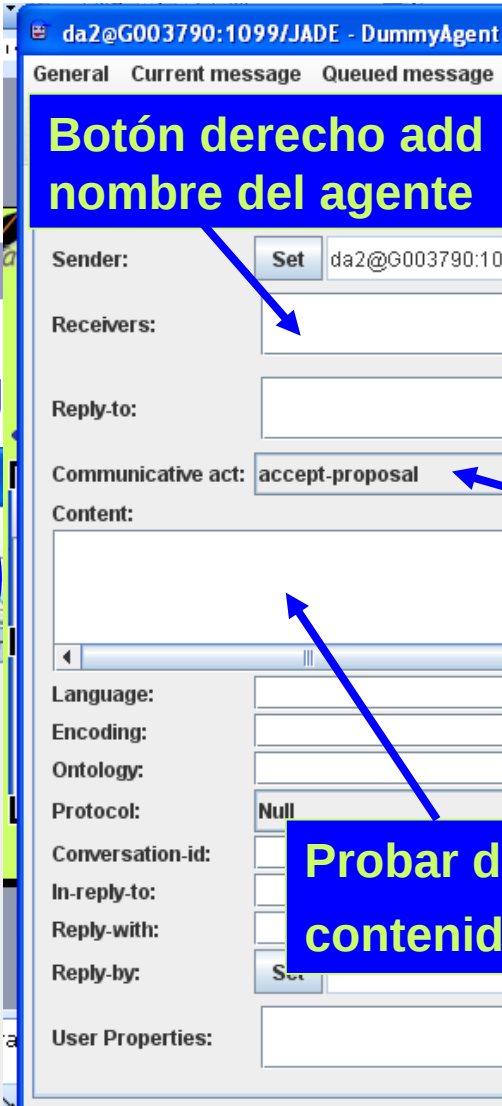 da2@G003790:1099/JADE - DummyAgent
General Current message Queued message
Botón derecho add
nombre del agente
Sender: Set da2@G003790:10
Receivers:
Reply-to:
Communicative act: accept-proposal
Content:
Language:
Encoding:
Ontology:
Protocol: Null
Probar d
Conversation-id:
In-reply-to:
contenid
Reply-with:
Reply-by: Set
User Properties: